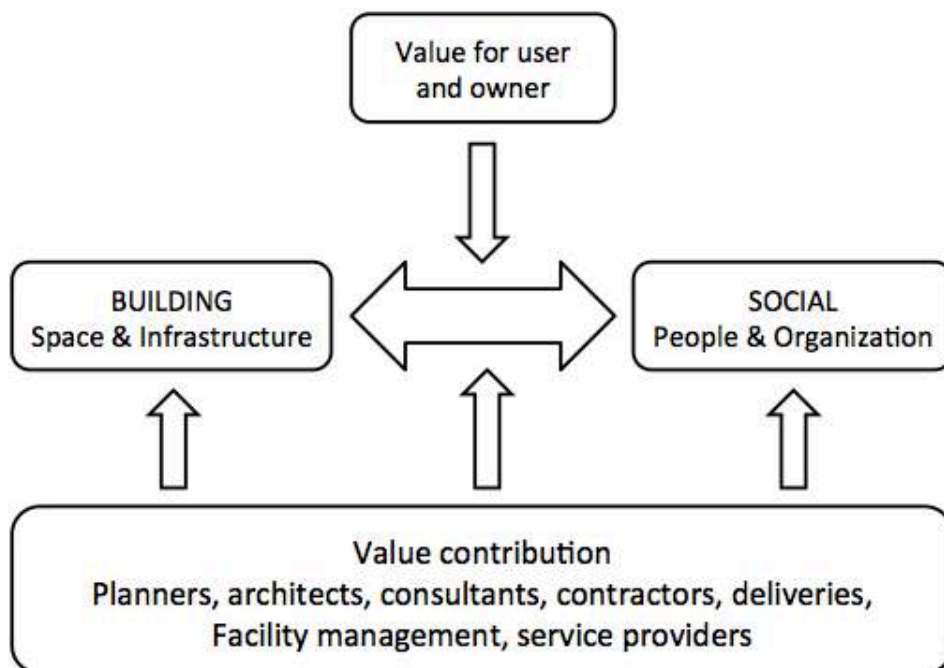 Value for user
and owner
BUILDING
Space & Infrastructure
SOCIAL
People & Organization
Value contribution
Planners, architects, consultants, contractors, deliveries,
Facility management, service providers